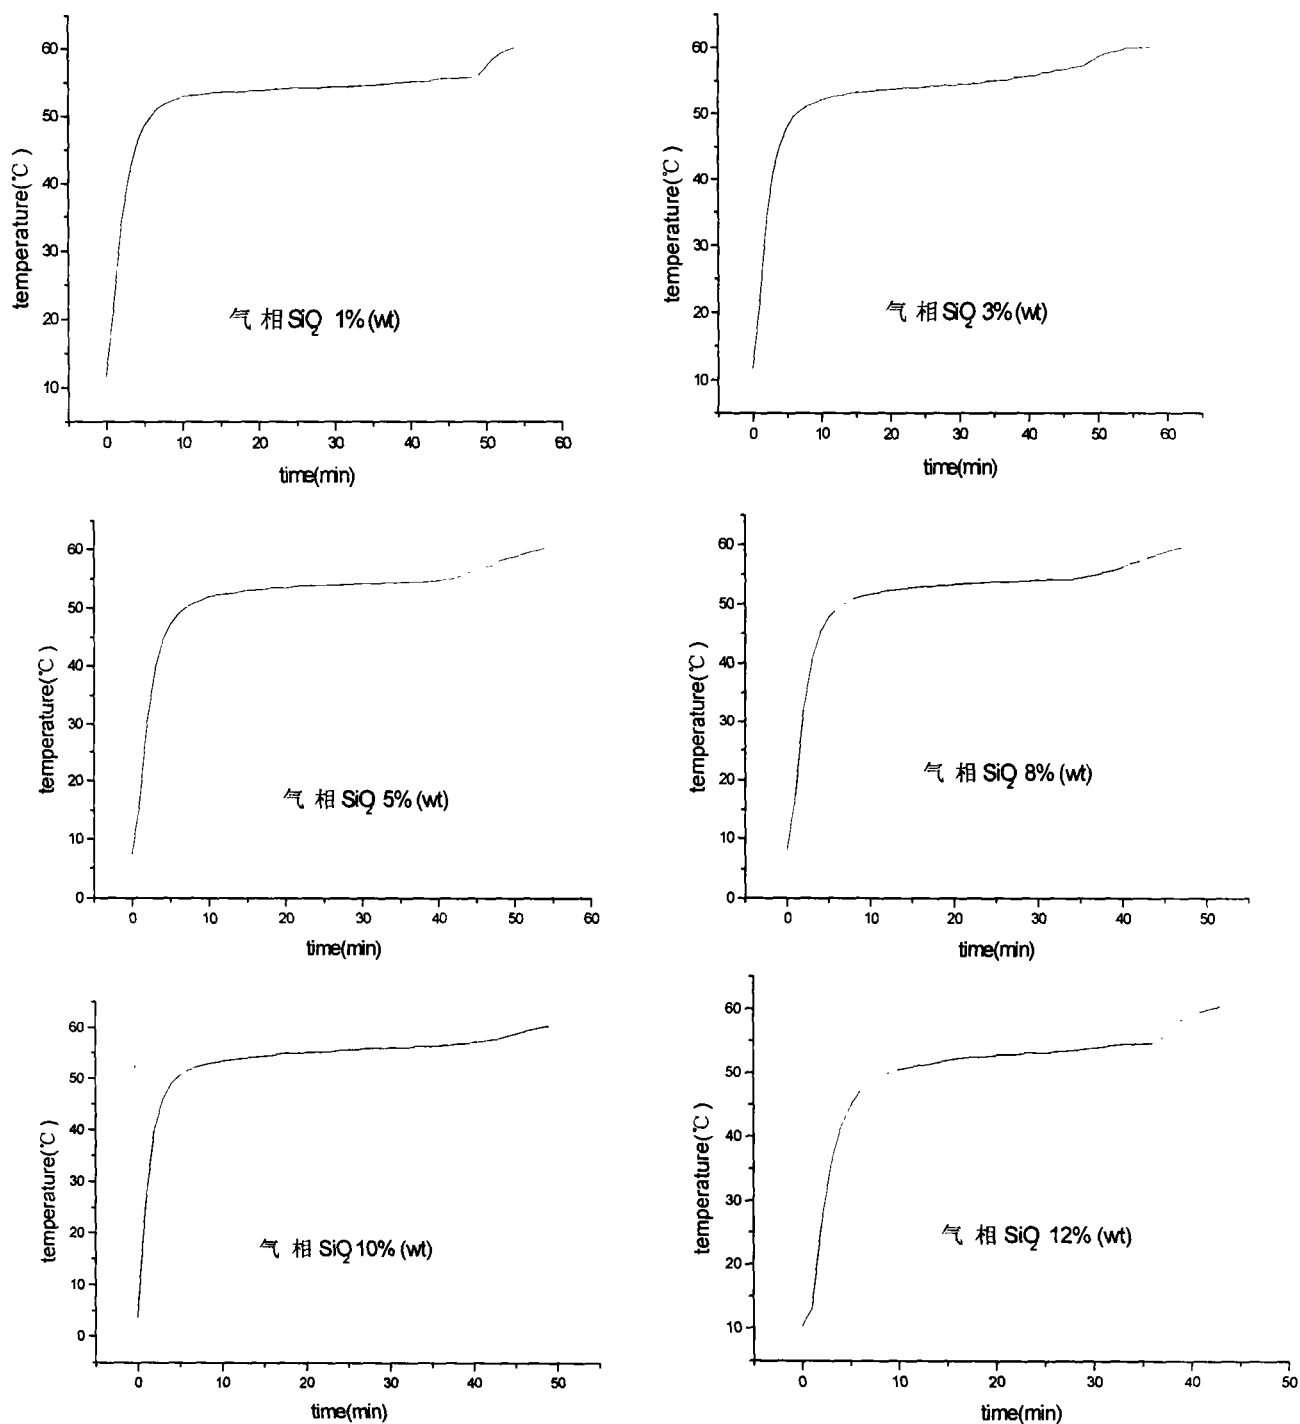 60
50
40
30
20
10
temperature(℃)
气 相 SiO2 1% (wt)
0 10 20 30 40 50 60
time(min)
60
50
40
30
20
10
temperature(℃)
气 相 SiO2 3% (wt)
0 10 20 30 40 50 60
time(min)
60
50
40
30
20
10
0
temperature(℃)
气 相 SiO2 5% (wt)
0 10 20 30 40 50 60
time(min)
60
50
40
30
20
10
0
temperature(℃)
气 相 SiO2 8% (wt)
0 10 20 30 40 50
time(min)
60
50
40
30
20
10
0
temperature(℃)
气 相 SiO2 10% (wt)
0 10 20 30 40 50
time(min)
60
50
40
30
20
10
temperature(℃)
气 相 SiO2 12% (wt)
0 10 20 30 40 50
time(min)